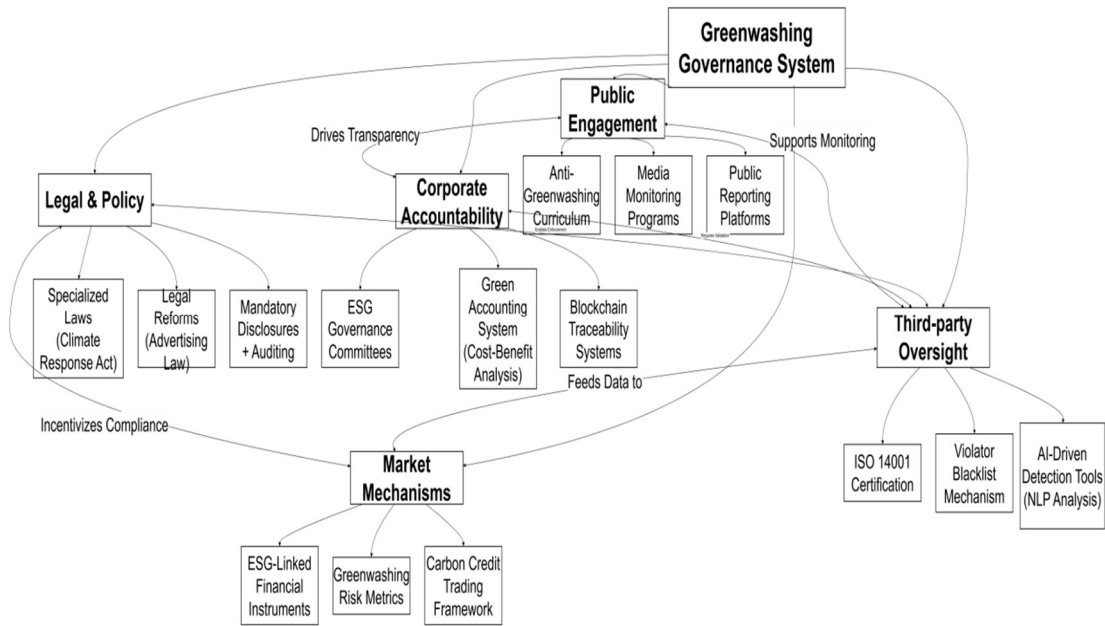 Greenwashing
Governance System
Public
Engagement
Drives Transparency
Supports Monitoring
Anti-
Greenwashing
Curriculum
Media
Monitoring
Programs
Public
Reporting
Platforms
Legal & Policy
Corporate
Accountability
Enables Enforcement
Requires Validation
Specialized
Laws
(Climate
Response Act)
Legal
Reforms
(Advertising
Law)
Mandatory
Disclosures
+ Auditing
ESG
Governance
Committees
Green
Accounting
System
(Cost-Benefit
Analysis)
Blockchain
Traceability
Systems
Third-party
Oversight
Feeds Data to
Incentivizes Compliance
Market
Mechanisms
ISO 14001
Certification
Violator
Blacklist
Mechanism
AI-Driven
Detection Tools
(NLP Analysis)
ESG-Linked
Financial
Instruments
Greenwashing
Risk Metrics
Carbon Credit
Trading
Framework